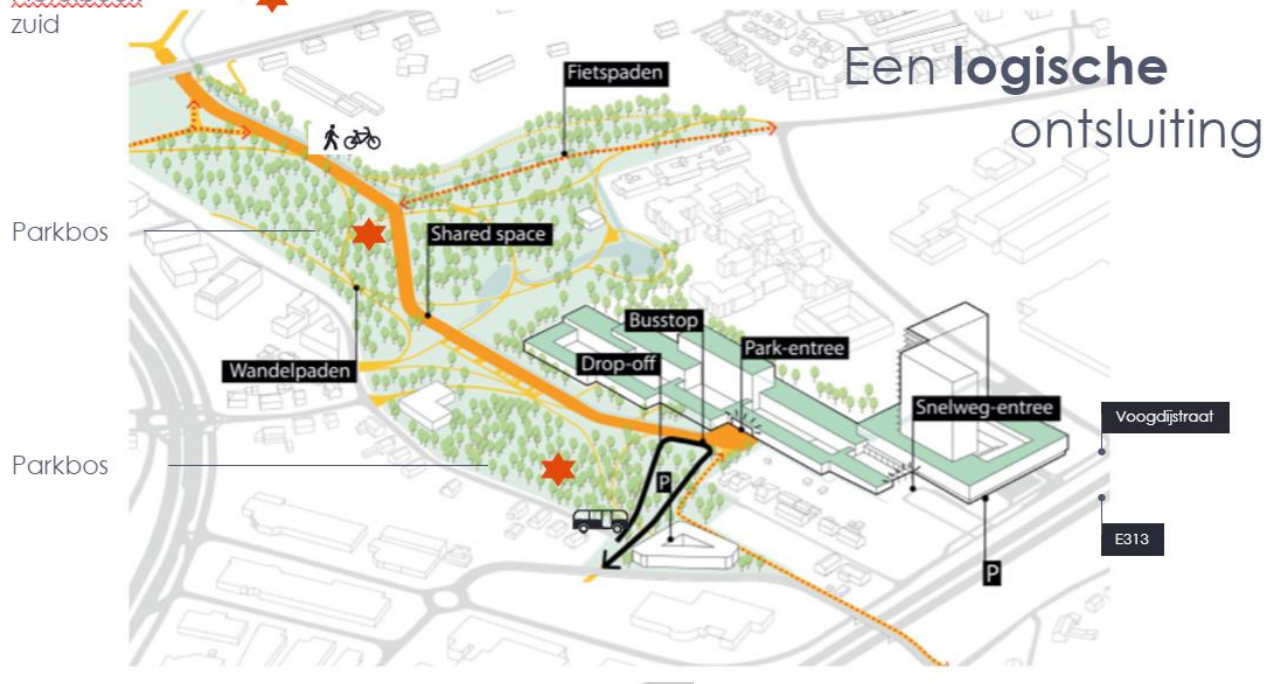 zuid
Een logische
ontsluiting
Fietspaden
Parkbos
Shared space
Busstop
Park-entree
Drop-off
Wandelpaden
Snelweg-entree
Voogdijstraat
Parkbos
P
E313
P